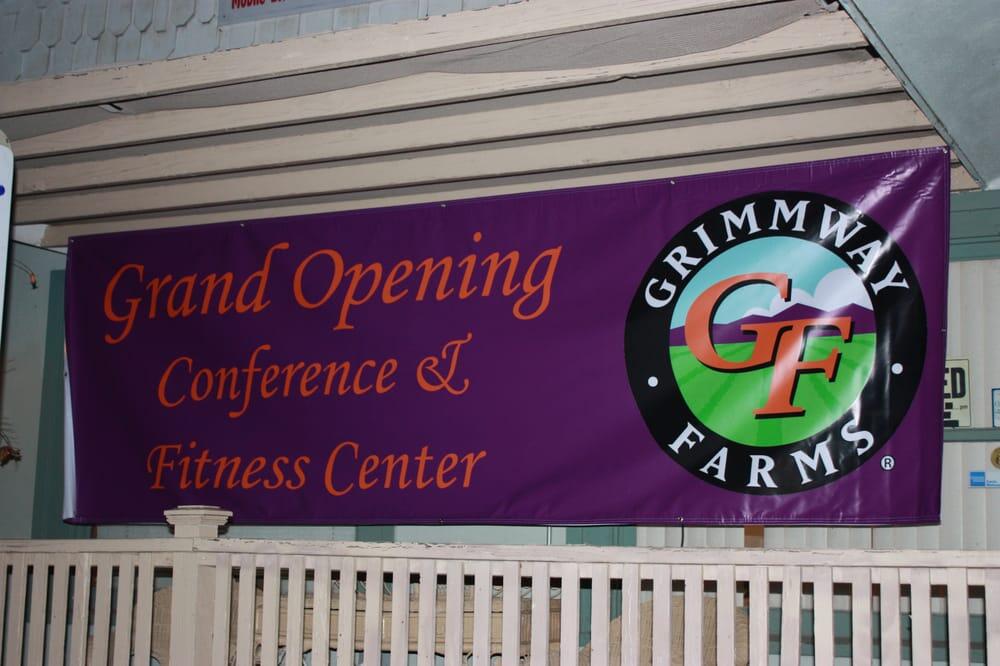 Grand Opening
Conference &
Fitness Center
GRIMMWAY
GF
FARMS
®